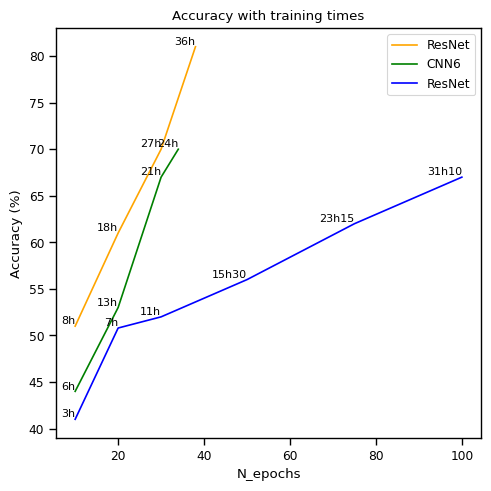 Accuracy with training times
ResNet
CNN6
ResNet
Accuracy (%)
80
75
70
65
60
55
50
45
40
36h
27h
24h
21h
18h
13h
8h
7h
6h
3h
11h
15h30
23h15
31h10
20
40
60
80
100
N_epochs